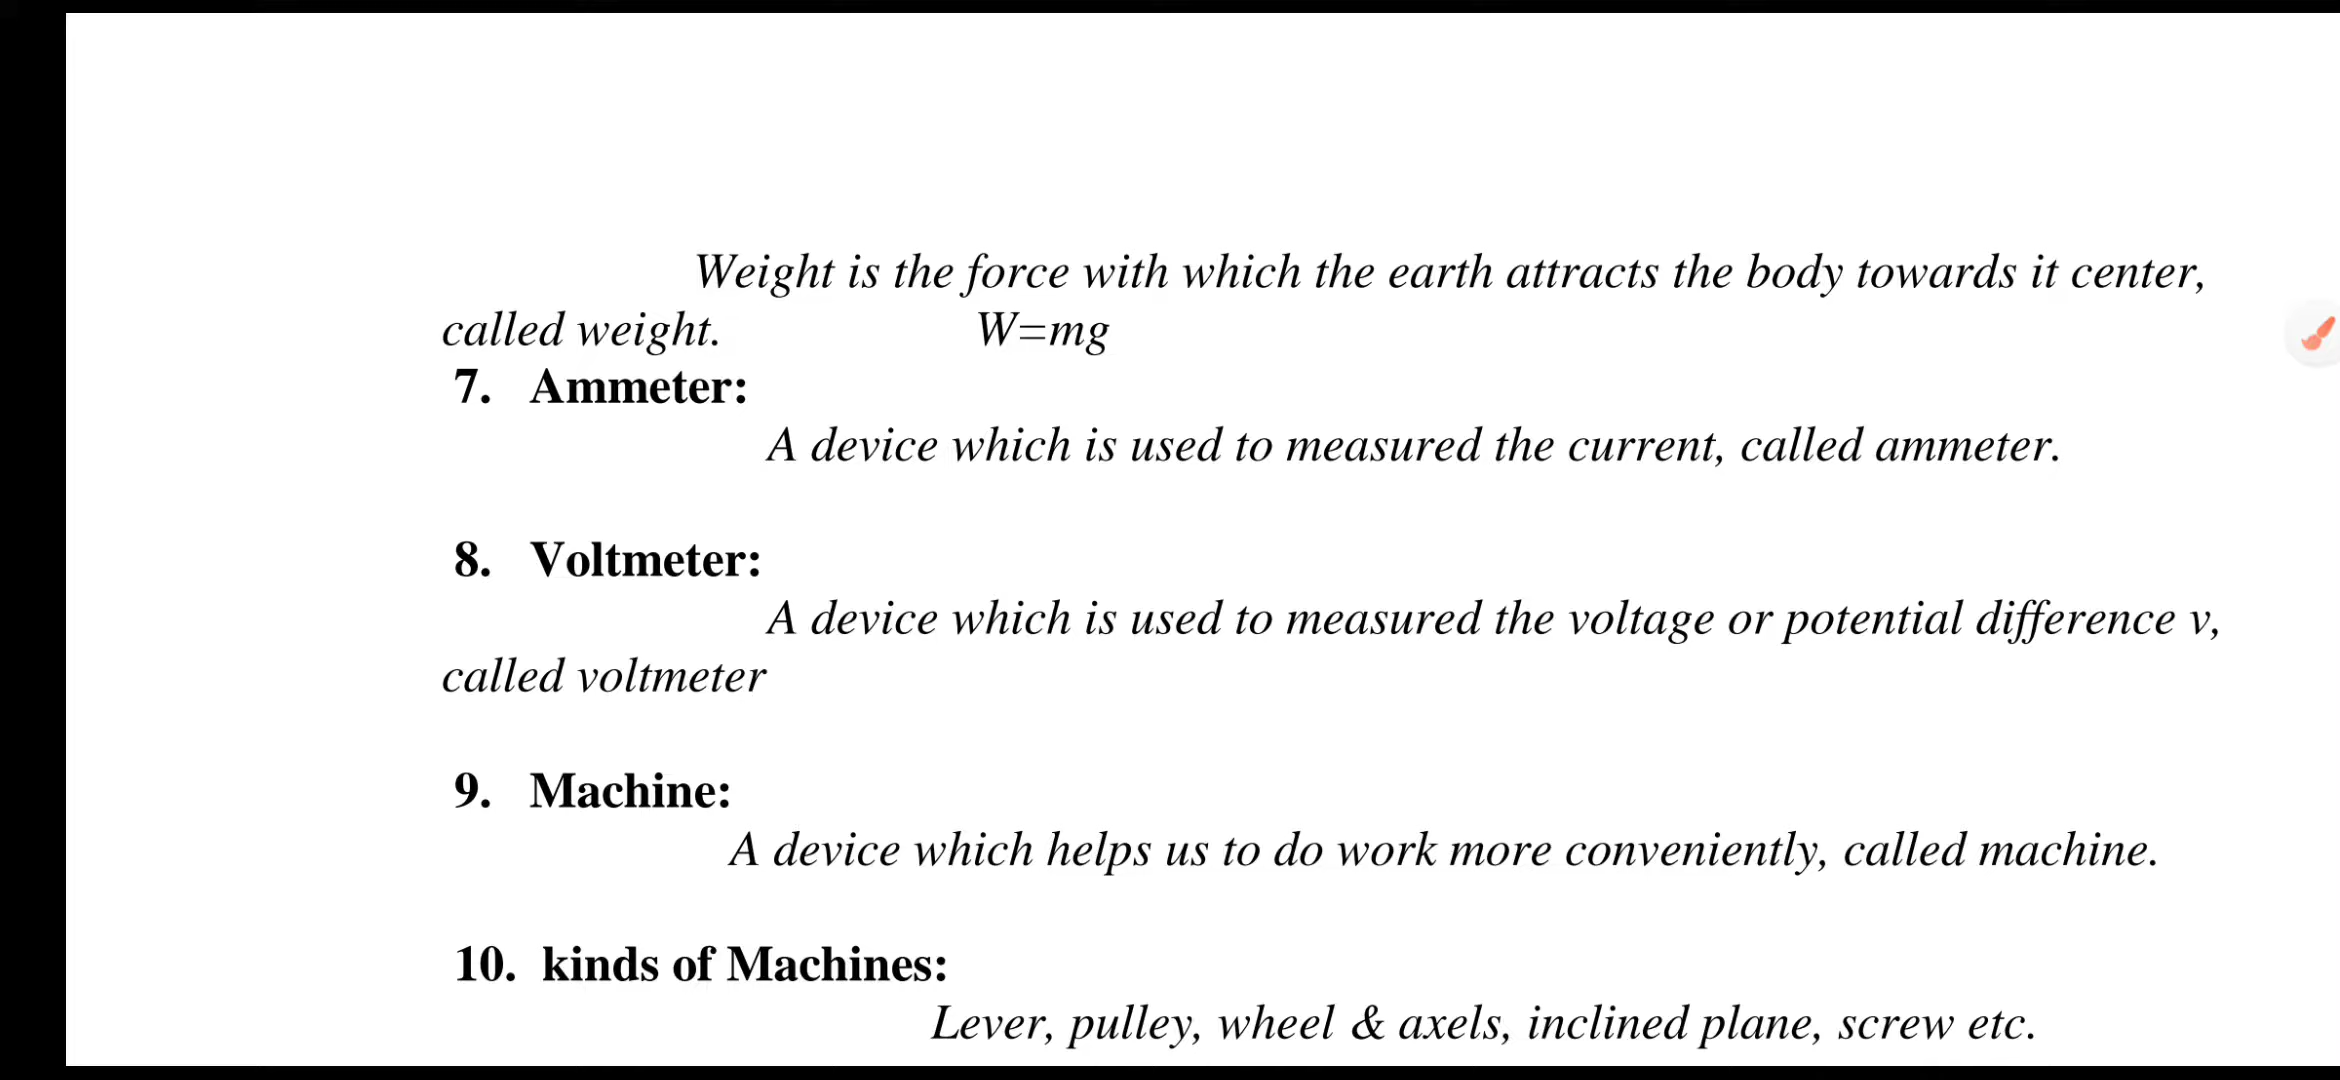 Weight is the force with which the earth attracts the body towards it center,
called weight. W=mg
7. Ammeter:
A device which is used to measured the current, called ammeter.
8. Voltmeter:
A device which is used to measured the voltage or potential difference v,
called voltmeter
9. Machine:
A device which helps us to do work more conveniently, called machine.
10. kinds of Machines:
Lever, pulley, wheel & axels, inclined plane, screw etc.